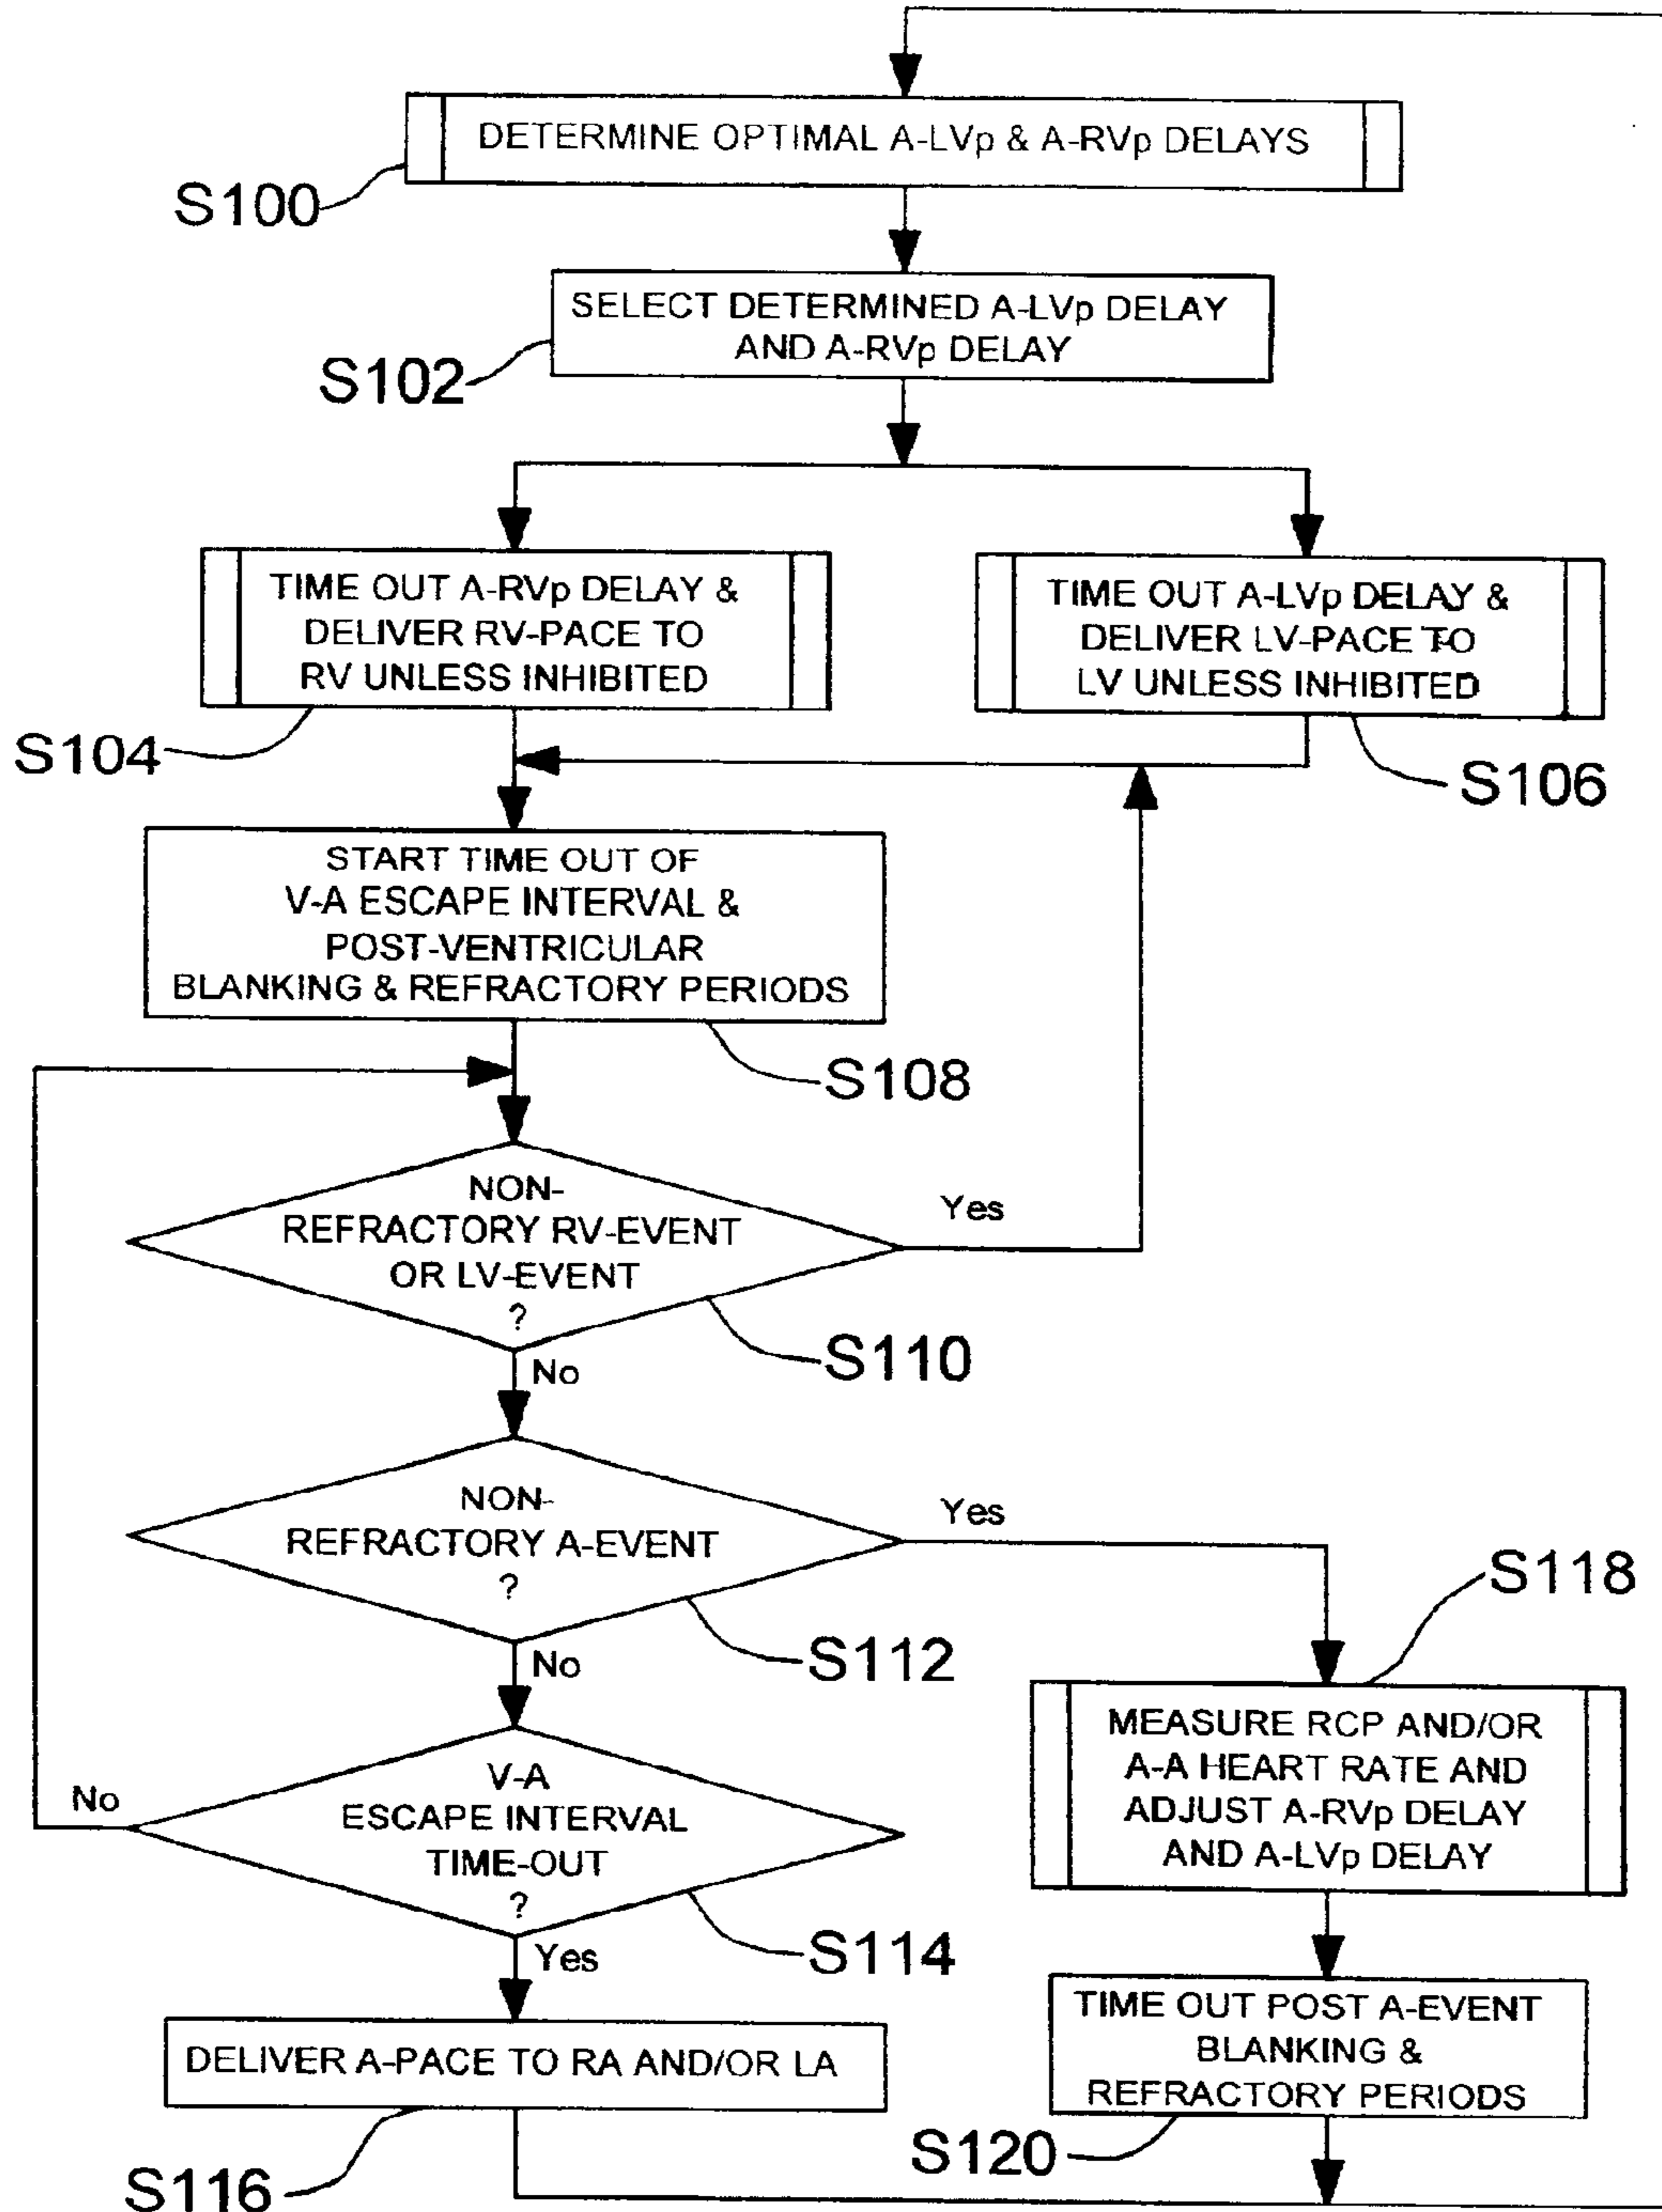 DETERMINE OPTIMAL A-LVp & A-RVp DELAYS
S100
SELECT DETERMINED A-LVp DELAY
AND A-RVp DELAY
S102
TIME OUT A-RVp DELAY &
DELIVER RV-PACE TO
RV UNLESS INHIBITED
S104
TIME OUT A-LVp DELAY &
DELIVER LV-PACE TO
LV UNLESS INHIBITED
S106
START TIME OUT OF
V-A ESCAPE INTERVAL &
POST-VENTRICULAR
BLANKING & REFRACTORY PERIODS
S108
NON-
REFRACTORY RV-EVENT
OR LV-EVENT
?
Yes
S110
No
NON-
REFRACTORY A-EVENT
?
Yes
S112
No
V-A
ESCAPE INTERVAL
TIME-OUT
?
No
S114
Yes
DELIVER A-PACE TO RA AND/OR LA
S116
S118
MEASURE RCP AND/OR
A-A HEART RATE AND
ADJUST A-RVp DELAY
AND A-LVp DELAY
TIME OUT POST A-EVENT
BLANKING &
REFRACTORY PERIODS
S120